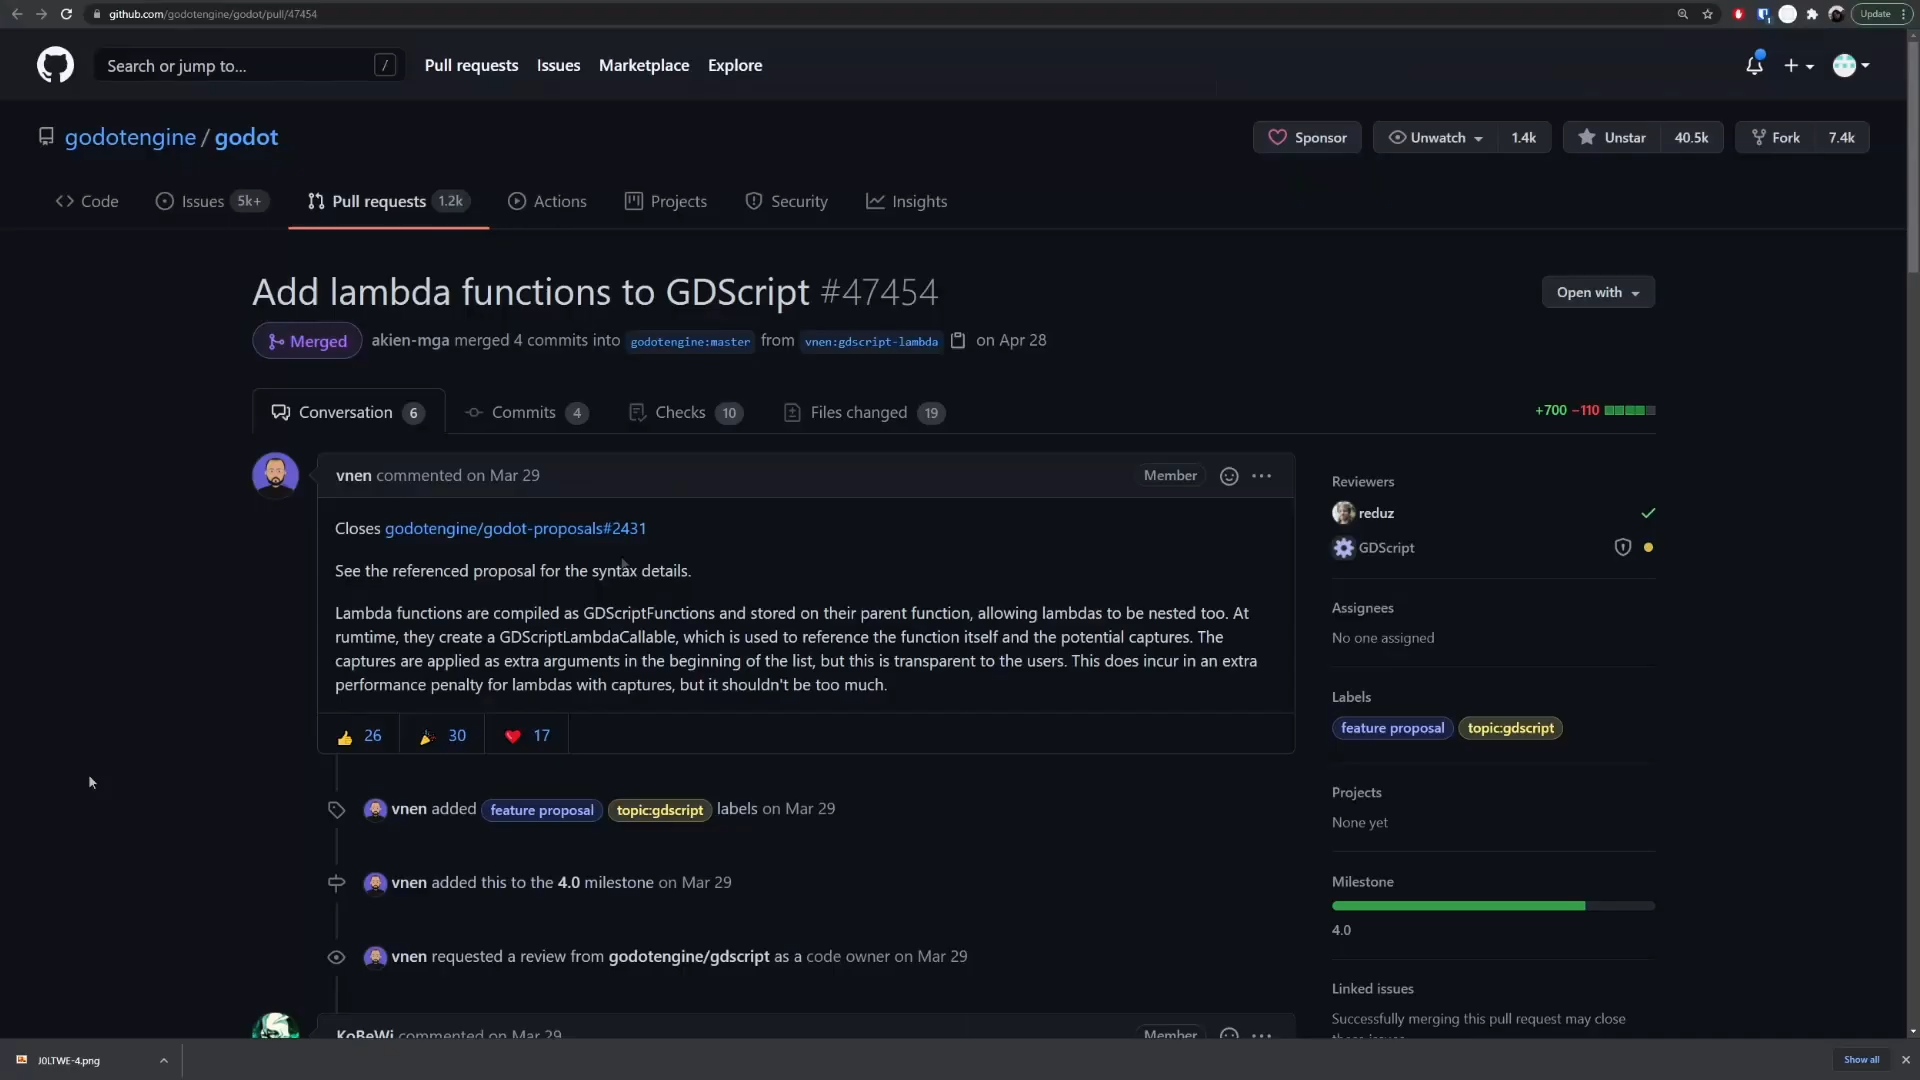 github.com/godotengine/godot/pull/47454
Update
Search or jump to...
/
Pull requests
Issues
Marketplace
Explore
godotengine / godot
Sponsor
Unwatch
1.4k
Unstar
40.5k
Fork
7.4k
Code
Issues 5k+
Pull requests 1.2k
Actions
Projects
Security
Insights
Add lambda functions to GDScript #47454
Open with
Merged
akien-mga merged 4 commits into godotengine:master from vnen:gdscript-lambda on Apr 28
Conversation 6
Commits 4
Checks 10
Files changed 19
+700 −110
vnen commented on Mar 29
Member
Closes godotengine/godot-proposals#2431
See the referenced proposal for the syntax details.
Lambda functions are compiled as GDScriptFunctions and stored on their parent function, allowing lambdas to be nested too. At
rumtime, they create a GDScriptLambdaCallable, which is used to reference the function itself and the potential captures. The
captures are applied as extra arguments in the beginning of the list, but this is transparent to the users. This does incur in an extra
performance penalty for lambdas with captures, but it shouldn't be too much.
26
30
17
vnen added feature proposal topic:gdscript labels on Mar 29
vnen added this to the 4.0 milestone on Mar 29
vnen requested a review from godotengine/gdscript as a code owner on Mar 29
KoBeWi commented on Mar 29
Member
Reviewers
reduz
GDScript
Assignees
No one assigned
Labels
feature proposal
topic:gdscript
Projects
None yet
Milestone
4.0
Linked issues
Successfully merging this pull request may close
these issues.
J0LTWE-4.png
Show all